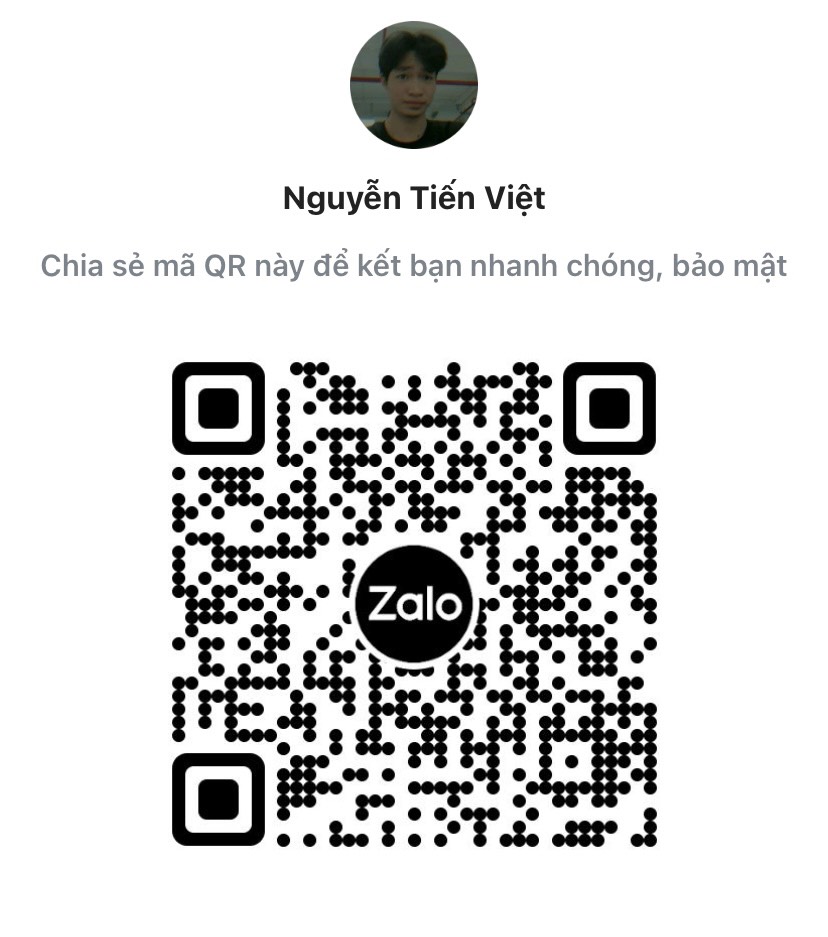 Nguyễn Tiến Việt
Chia sẻ mã QR này để kết bạn nhanh chóng, bảo mật
Zalo